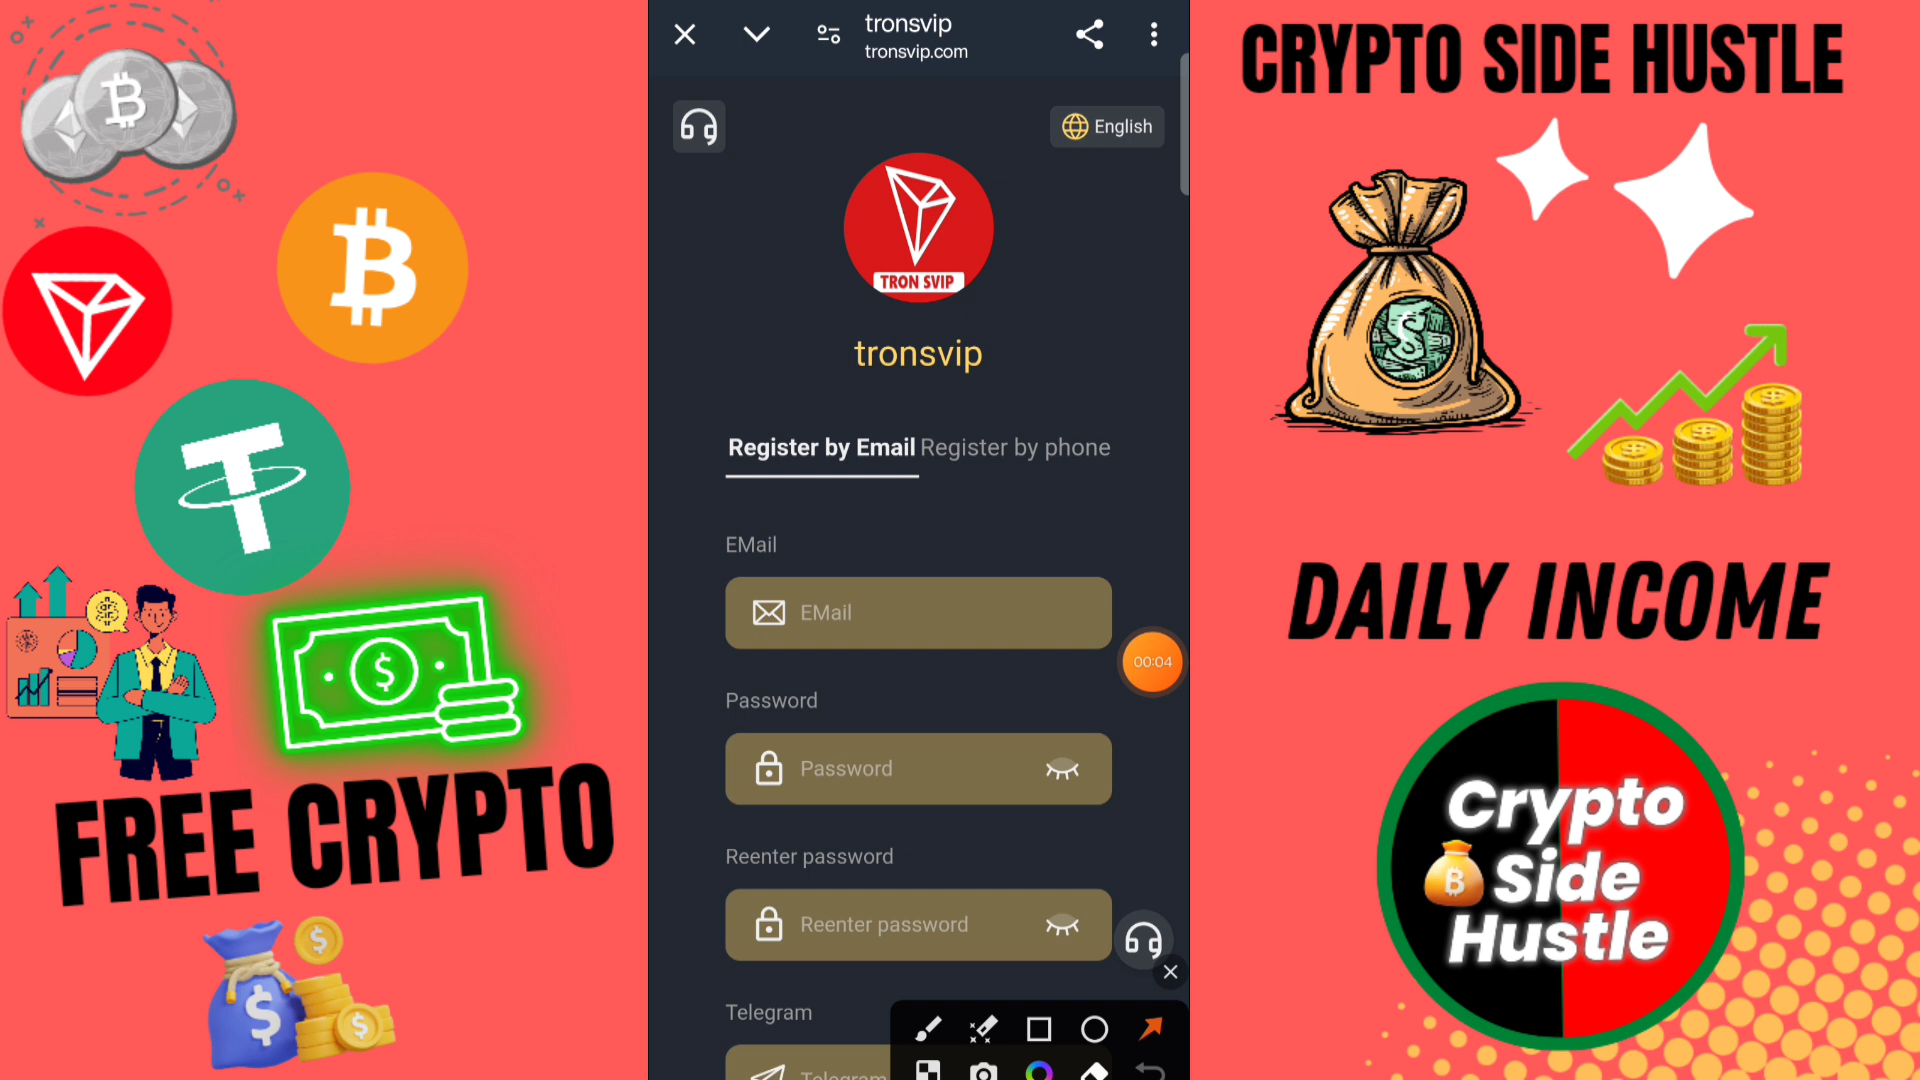 tronsvip
tronsvip.com
English
TRON SVIP
tronsvip
Register by Email Register by phone
EMail
EMail
Password
Password
Reenter password
Reenter password
Telegram
Telegram
00:04
FREE CRYPTO
CRYPTO SIDE HUSTLE
DAILY INCOME
Crypto
Side
Hustle